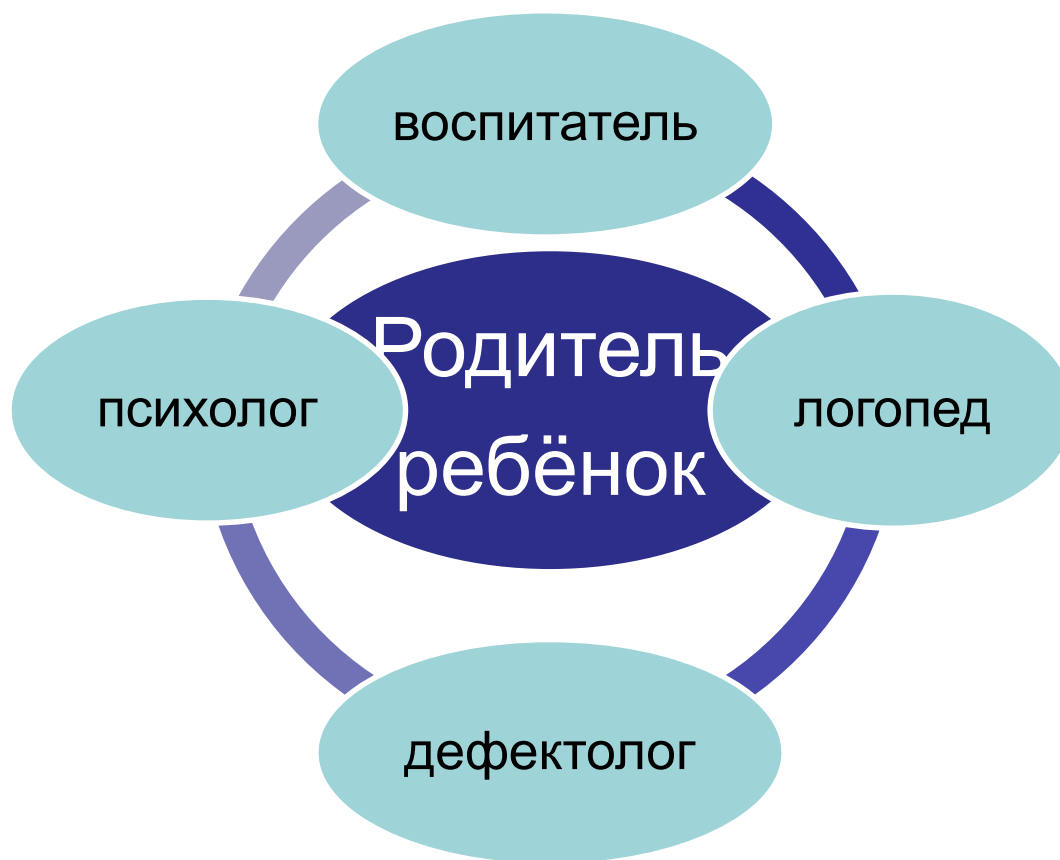 воспитатель
Родитель
психолог
логопед
ребёнок
дефектолог